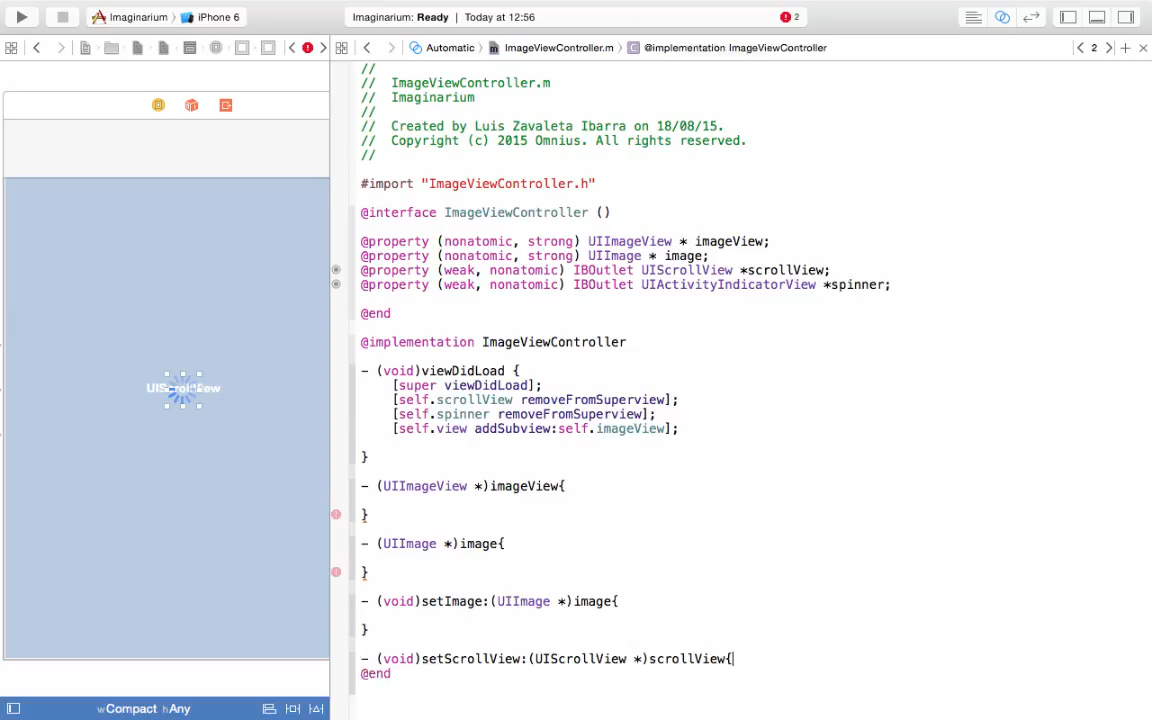 Imaginarium
iPhone 6
Imaginarium: Ready | Today at 12:56
2
Automatic
ImageViewController.m
@implementation ImageViewController
2
//
//  ImageViewController.m
//  Imaginarium
//
//  Created by Luis Zavaleta Ibarra on 18/08/15.
//  Copyright (c) 2015 Omnius. All rights reserved.
//
#import "ImageViewController.h"
@interface ImageViewController ()
@property (nonatomic, strong) UIImageView * imageView;
@property (nonatomic, strong) UIImage * image;
@property (weak, nonatomic) IBOutlet UIScrollView *scrollView;
@property (weak, nonatomic) IBOutlet UIActivityIndicatorView *spinner;
@end
@implementation ImageViewController
- (void)viewDidLoad {
    [super viewDidLoad];
    [self.scrollView removeFromSuperview];
    [self.spinner removeFromSuperview];
    [self.view addSubview:self.imageView];
}
- (UIImageView *)imageView{
}
- (UIImage *)image{
}
- (void)setImage:(UIImage *)image{
}
- (void)setScrollView:(UIScrollView *)scrollView{
@end
UIScrollView
wCompact hAny